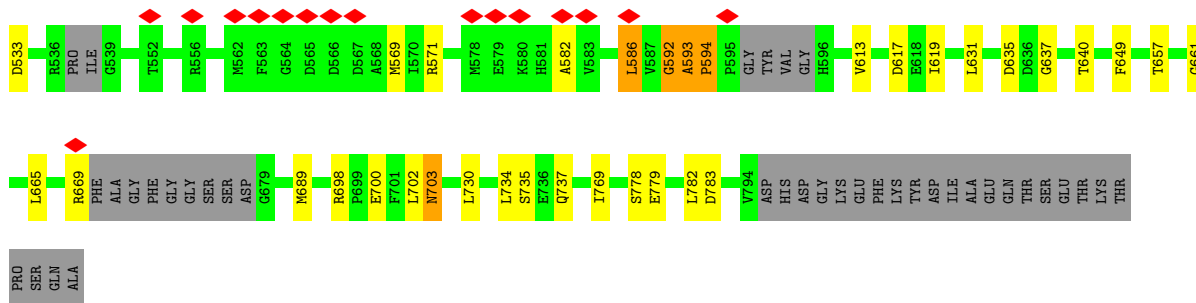 D533 R536 PRO ILE G539 T552 R556 M562 F563 G564 D565 D566 D567 A568 M569 I570 R571 M578 E579 K580 H581 A582 V583 L586 V587 G592 A593 P594 P595 GLY TYR VAL GLY H596 V613 D617 E618 I619 L631 D635 D636 G637 T640 F649 T657 G661
L665 R669 PHE ALA GLY PHE GLY GLY SER SER ASP G679 M689 R698 P699 E700 F701 L702 N703 L730 L734 S735 E736 Q737 I769 S778 E779 L782 D783 V794 ASP HIS ASP GLY LYS GLU PHE LYS TYR ASP ILE ALA GLU GLN THR SER GLU THR LYS THR
PRO SER GLN ALA